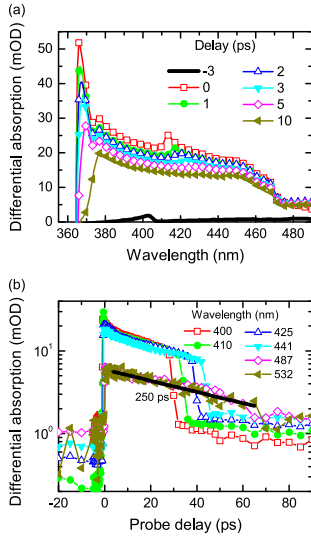 (a)
Differential absorption (mOD)
50
40
30
20
10
0
Delay (ps)
-3
0
1
2
3
5
10
360 380 400 420 440 460 480
Wavelength (nm)
(b)
Differential absorption (mOD)
10¹
10⁰
Wavelength (nm)
400
410
425
441
487
532
250 ps
-20 0 20 40 60 80
Probe delay (ps)